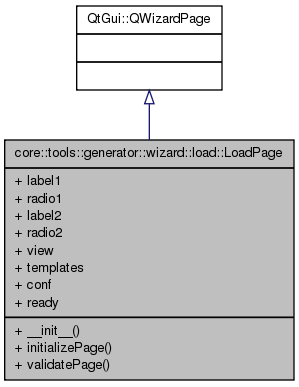 QtGui::QWizardPage
core::tools::generator::wizard::load::LoadPage
+ label1
+ radio1
+ label2
+ radio2
+ view
+ templates
+ conf
+ ready
+ __init__()
+ initializePage()
+ validatePage()